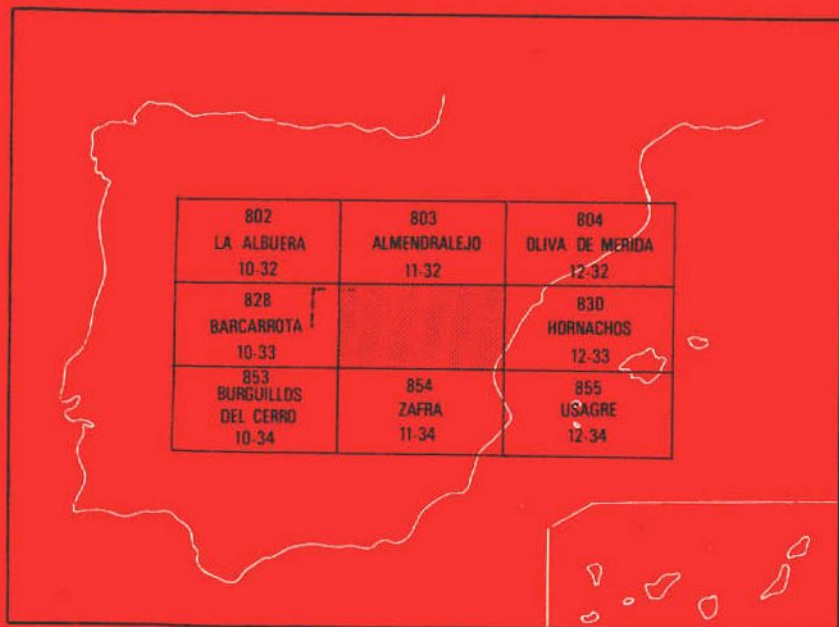 802
LA ALBUERA
10-32
803
ALMENDRALEJO
11-32
804
OLIVA DE MERIDA
12-32
828
BARCARROTA
10-33
830
HORNACHOS
12-33
853
BURGUILLOS
DEL CERRO
10-34
854
ZAFRA
11-34
855
USAGRE
12-34